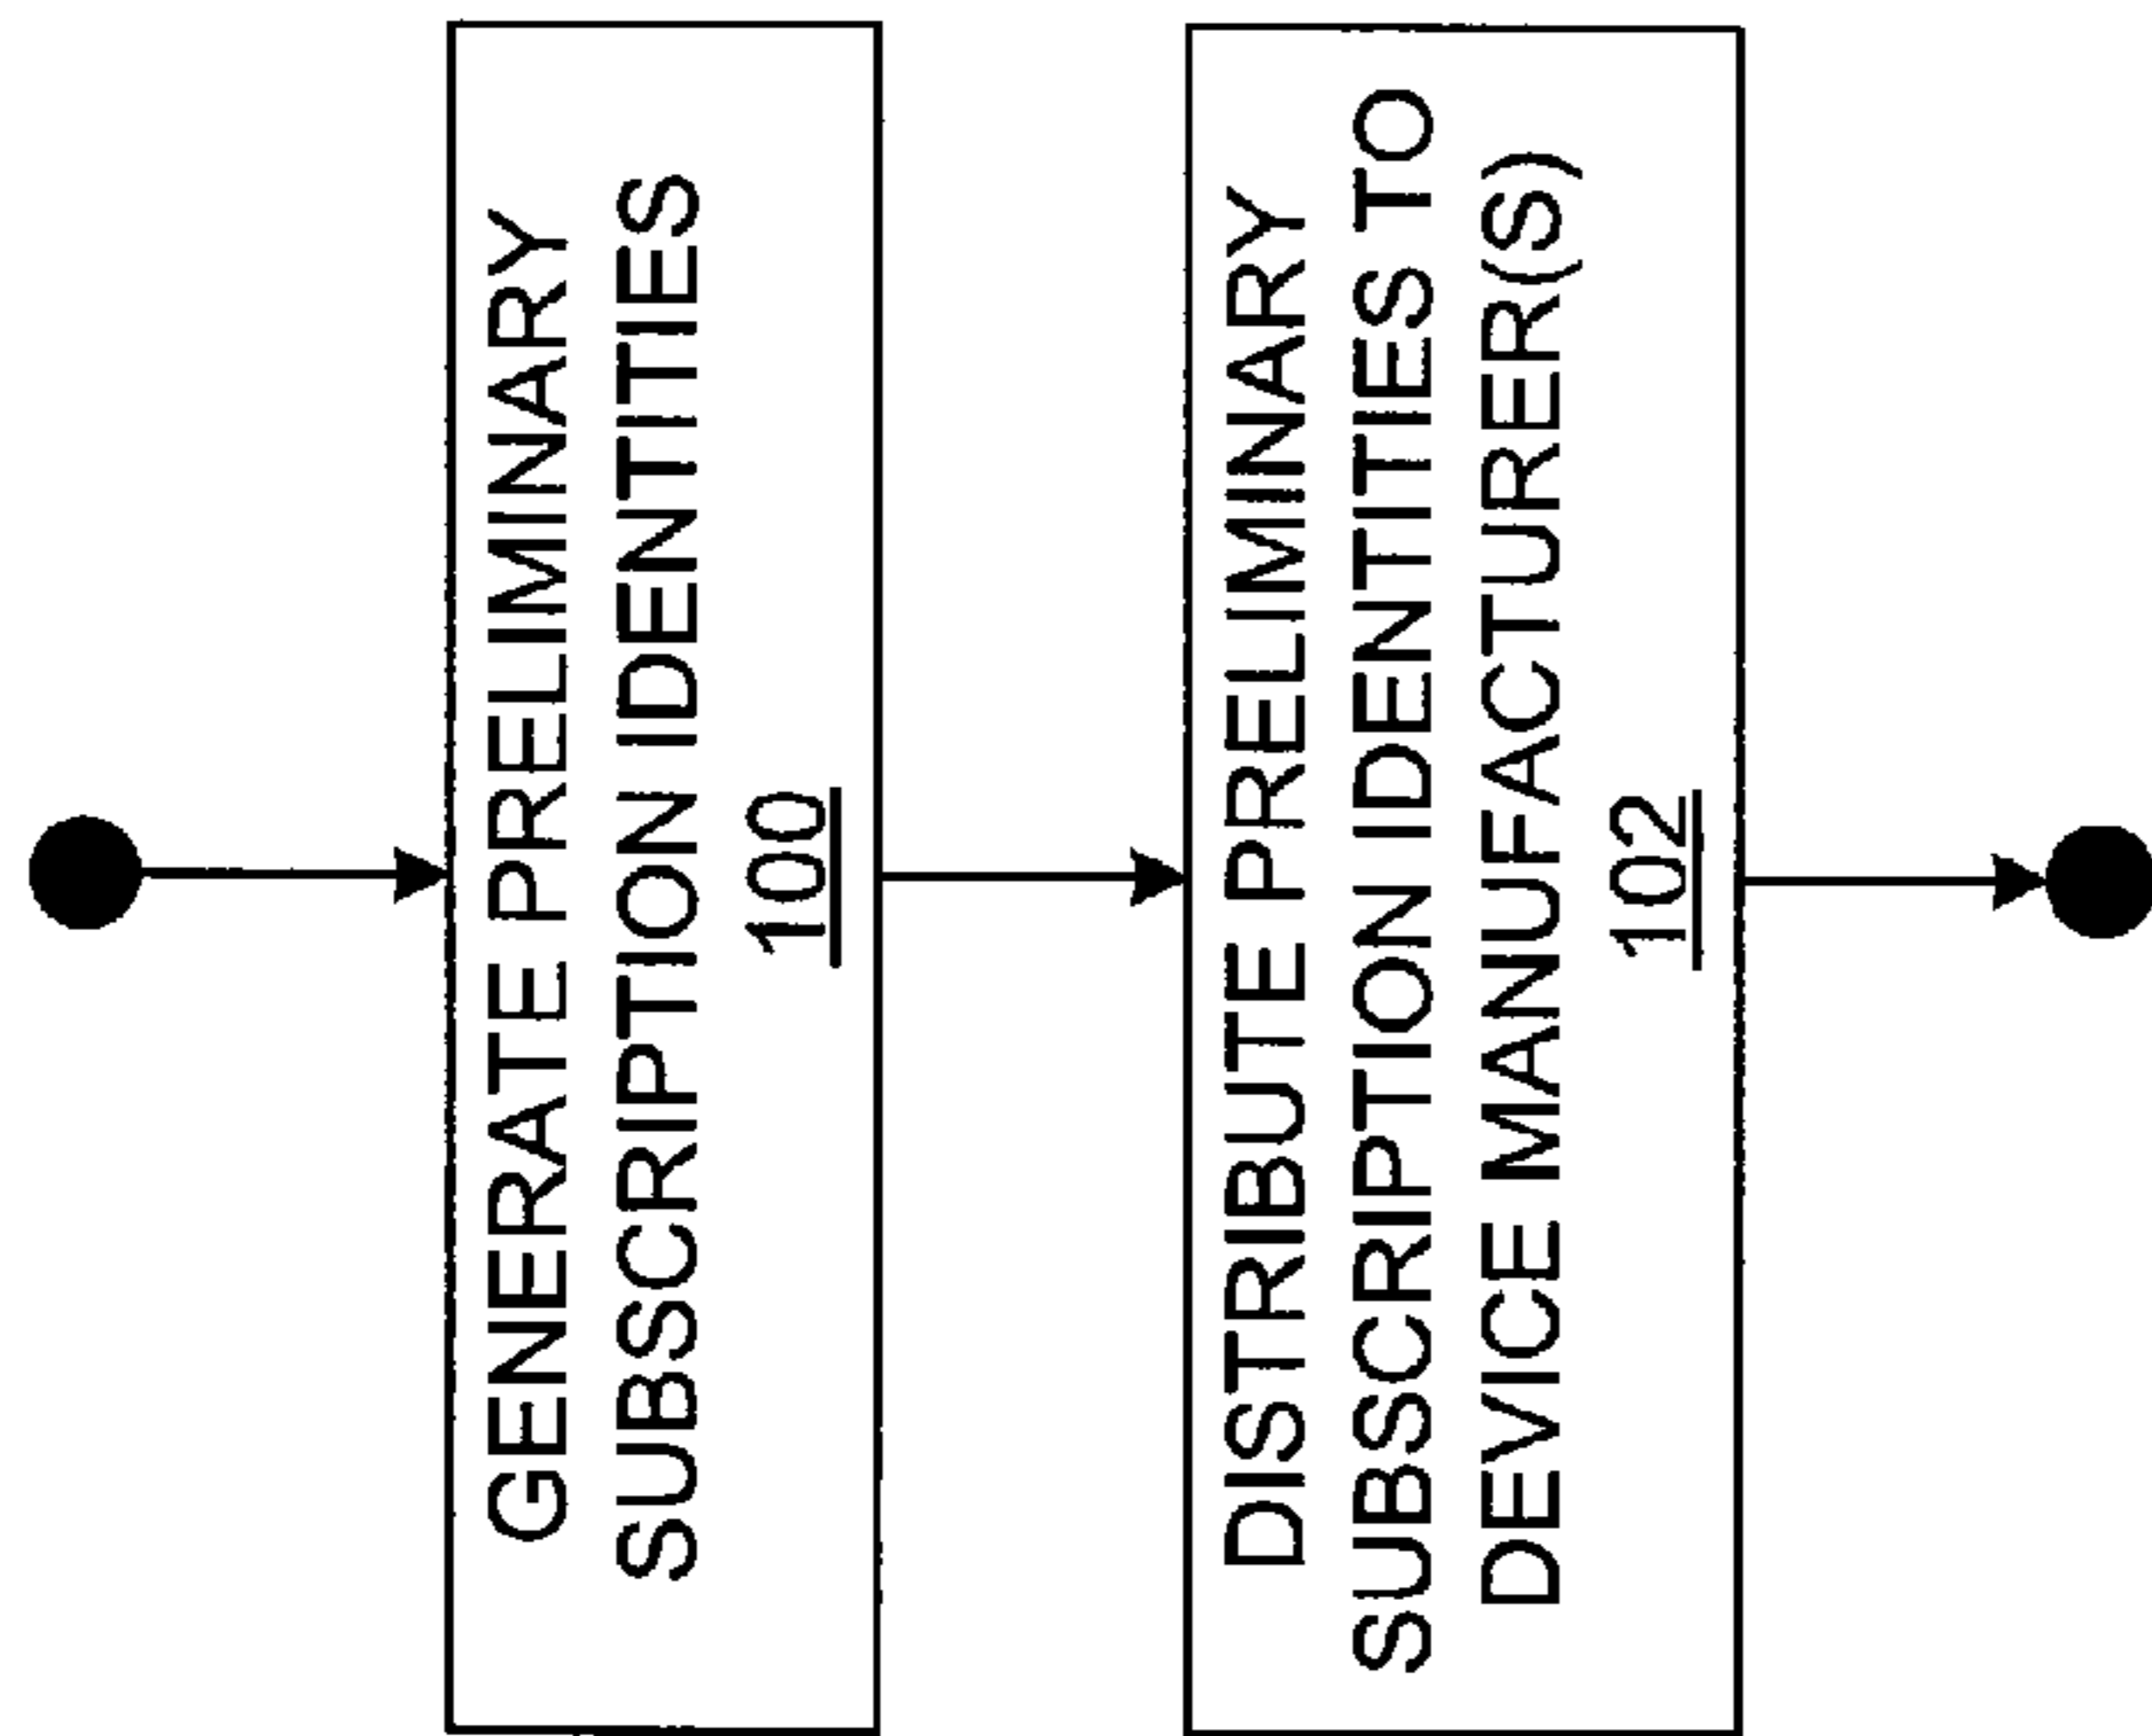 GENERATE PRELIMINARY
SUBSCRIPTION IDENTITIES
100
DISTRIBUTE PRELIMINARY
SUBSCRIPTION IDENTITIES TO
DEVICE MANUFACTURER(S)
102